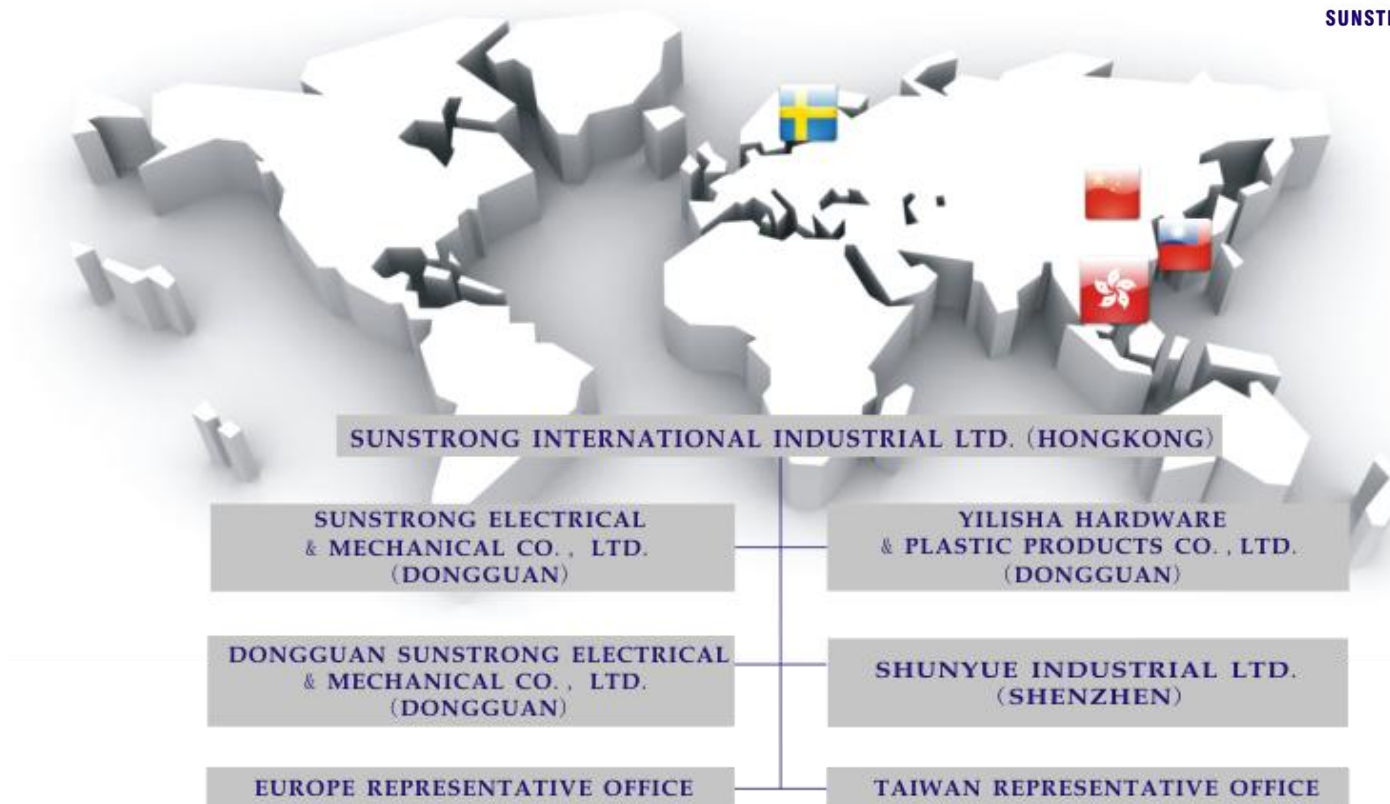 SUNSTRONG INTERNATIONAL INDUSTRIAL LTD. (HONGKONG)
SUNSTRONG ELECTRICAL
& MECHANICAL CO., LTD.
(DONGGUAN)
YILISHA HARDWARE
& PLASTIC PRODUCTS CO., LTD.
(DONGGUAN)
DONGGUAN SUNSTRONG ELECTRICAL
& MECHANICAL CO., LTD.
(DONGGUAN)
SHUNYUE INDUSTRIAL LTD.
(SHENZHEN)
EUROPE REPRESENTATIVE OFFICE
TAIWAN REPRESENTATIVE OFFICE